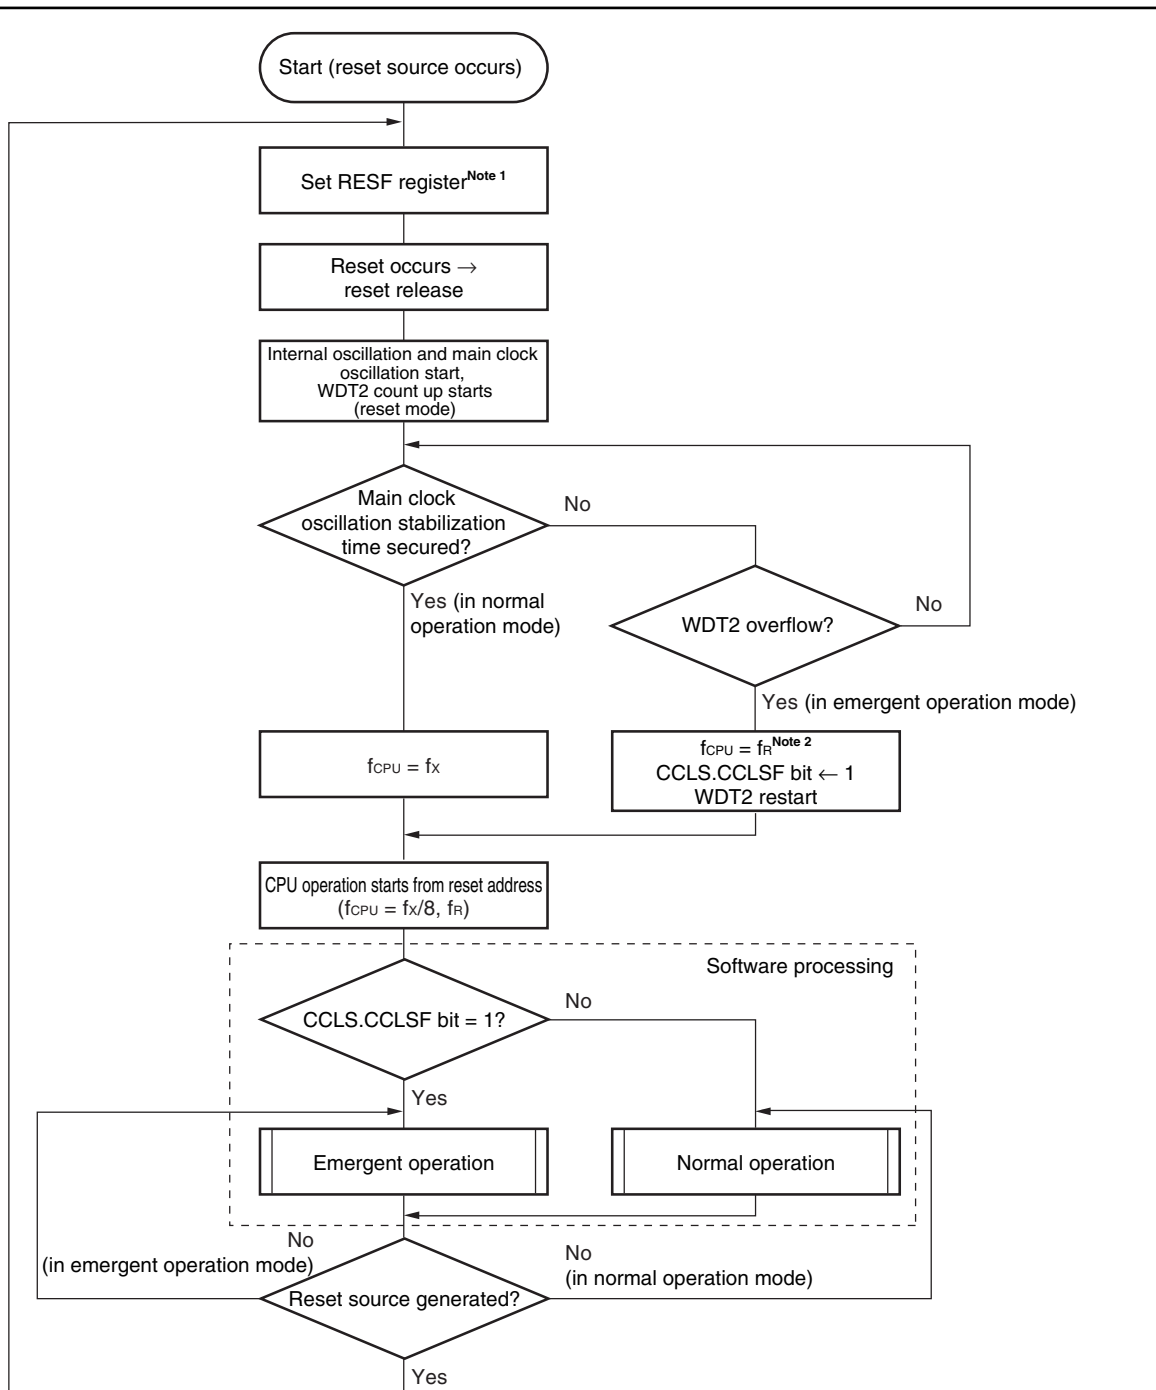 Start (reset source occurs)
Set RESF register Note 1
Reset occurs →
reset release
Internal oscillation and main clock
oscillation start,
WDT2 count up starts
(reset mode)
Main clock
oscillation stabilization
time secured?
No
Yes (in normal
operation mode)
WDT2 overflow?
No
Yes (in emergent operation mode)
fCPU = fX
fCPU = fR Note 2
CCLS.CCLSF bit ← 1
WDT2 restart
CPU operation starts from reset address
(fCPU = fX/8, fR)
Software processing
CCLS.CCLSF bit = 1?
No
Yes
Emergent operation
Normal operation
No
(in emergent operation mode)
No
(in normal operation mode)
Reset source generated?
Yes